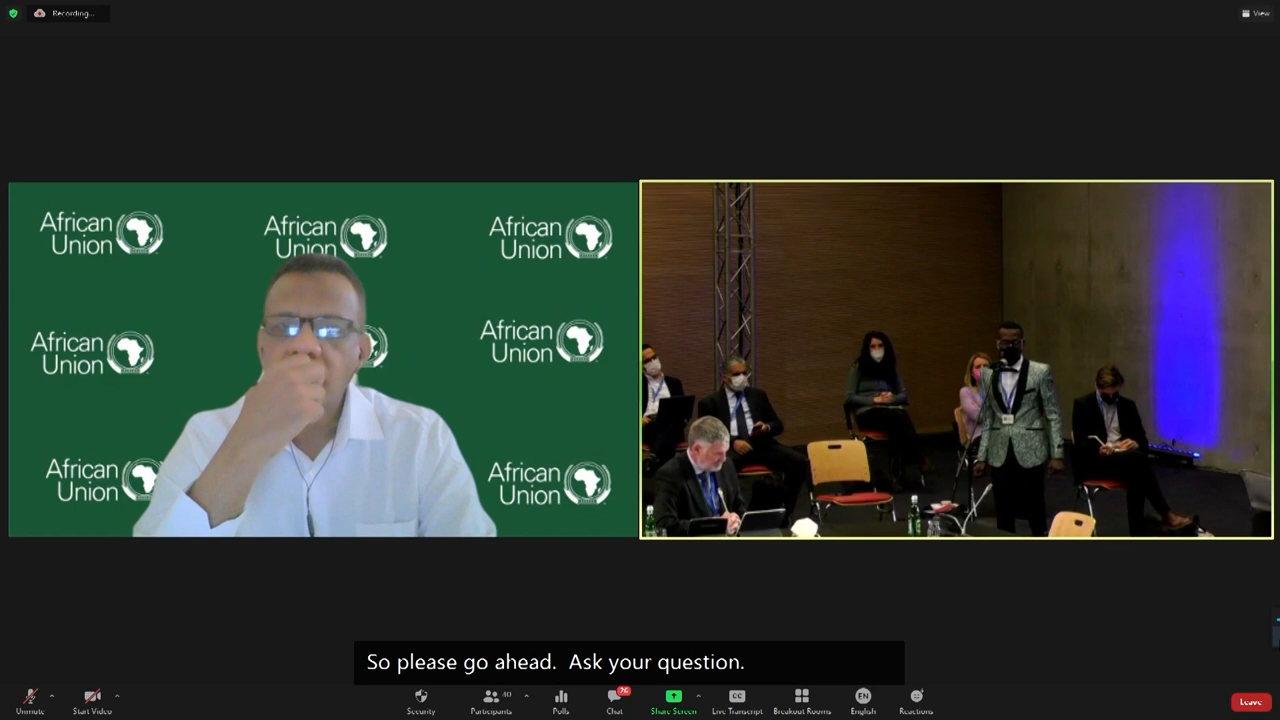 Recording...
View
African
Union
African
Union
African
Union
African
Union
African
Union
African
Union
African
Union
So please go ahead.  Ask your question.
Unmute
Start Video
Security
Participants
40
Polls
Chat
76
Share Screen
CC
Live Transcript
Breakout Rooms
EN
English
Reactions
Leave